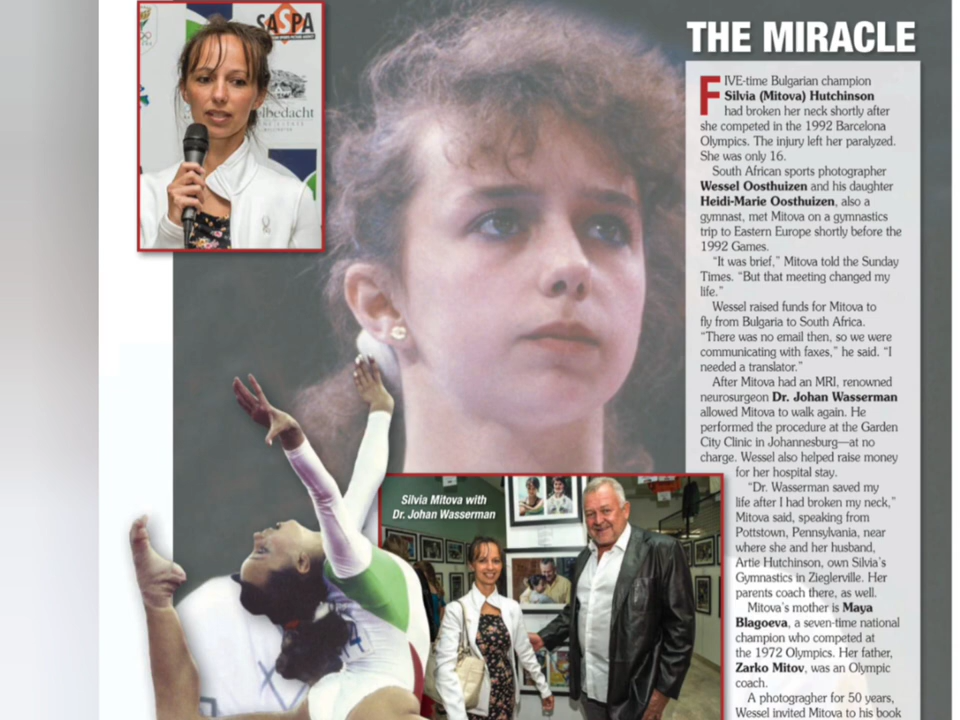 SASPA
elbedacht
THE MIRACLE
FIVE-time Bulgarian champion
Silvia (Mitova) Hutchinson
had broken her neck shortly after
she competed in the 1992 Barcelona
Olympics. The injury left her paralyzed.
She was only 16.
South African sports photographer
Wessel Oosthuizen and his daughter
Heidi-Marie Oosthuizen, also a
gymnast, met Mitova on a gymnastics
trip to Eastern Europe shortly before the
1992 Games.
“It was brief,” Mitova told the Sunday
Times. “But that meeting changed my
life.”
Wessel raised funds for Mitova to
fly from Bulgaria to South Africa.
“There was no email then, so we were
communicating with faxes,” he said. “I
needed a translator.”
After Mitova had an MRI, renowned
neurosurgeon Dr. Johan Wasserman
allowed Mitova to walk again. He
performed the procedure at the Garden
City Clinic in Johannesburg—at no
charge. Wessel also helped raise money
for her hospital stay.
“Dr. Wasserman saved my
life after I had broken my neck,”
Mitova said, speaking from
Pottstown, Pennsylvania, near
where she and her husband,
Artie Hutchinson, own Silvia’s
Gymnastics in Zieglerville. Her
parents coach there, as well.
Mitova’s mother is Maya
Blagoeva, a seven-time national
champion who competed at
the 1972 Olympics. Her father,
Zarko Mitov, was an Olympic
coach.
A photographer for 50 years,
Wessel invited Mitova to his book
Silvia Mitova with
Dr. Johan Wasserman